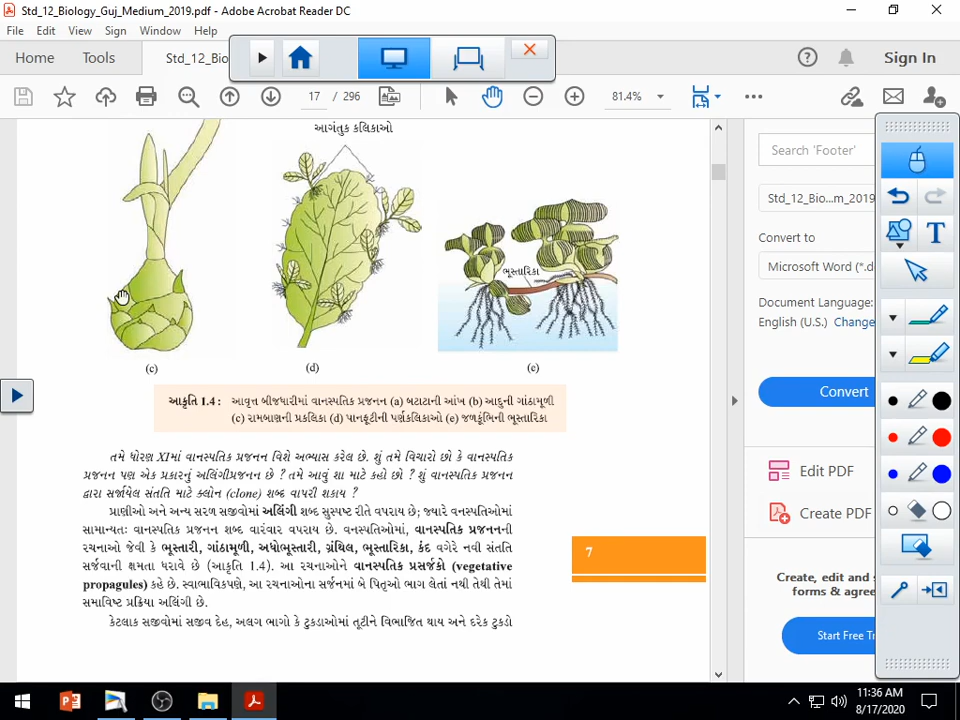 Std_12_Biology_Guj_Medium_2019.pdf - Adobe Acrobat Reader DC
File Edit View Sign Window Help
Home Tools Std_12_Bio Sign In
17 / 296 81.4%
આગંતુક કલિકાઓ
ભૂસ્તારિકા
(c) (d) (e)
આકૃતિ 1.4 : આવૃત્ત બીજધારીમાં વાનસ્પતિક પ્રજનન (a) બટાટાની આંખ (b) આદુની ગાંઠામૂળી
(c) રામબાણની પ્રકલિકા (d) પાનફૂટીની પર્ણકલિકાઓ (e) જળકુંભિની ભૂસ્તારિકા
તમે ધોરણ XIમાં વાનસ્પતિક પ્રજનન વિશે અભ્યાસ કરેલ છે. શું તમે વિચારો છો કે વાનસ્પતિક
પ્રજનન પણ એક પ્રકારનું અલિંગીપ્રજનન છે ? તમે આવું શા માટે કહો છો ? શું વાનસ્પતિક પ્રજનન
દ્વારા સર્જાયેલ સંતતિ માટે ક્લોન (clone) શબ્દ વાપરી શકાય ?
પ્રાણીઓ અને અન્ય સરળ સજીવોમાં અલિંગી શબ્દ સુસ્પષ્ટ રીતે વપરાય છે; જ્યારે વનસ્પતિઓમાં
સામાન્યતઃ વાનસ્પતિક પ્રજનન શબ્દ વારંવાર વપરાય છે. વનસ્પતિઓમાં, વાનસ્પતિક પ્રજનનની
રચનાઓ જેવી કે ભૂસ્તારી, ગાંઠામૂળી, અધોભૂસ્તારી, ગ્રંથિલ, ભૂસ્તારિકા, કંદ વગેરે નવી સંતતિ
સર્જવાની ક્ષમતા ધરાવે છે (આકૃતિ 1.4). આ રચનાઓને વાનસ્પતિક પ્રસર્જકો (vegetative
propagules) કહે છે. સ્વાભાવિકપણે, આ રચનાઓના સર્જનમાં બે પિતૃઓ ભાગ લેતાં નથી તેથી તેમાં
સમાવિષ્ટ પ્રક્રિયા અલિંગી છે.
કેટલાક સજીવોમાં સજીવ દેહ, અલગ ભાગો કે ટુકડાઓમાં તૂટીને વિભાજિત થાય અને દરેક ટુકડો
7
Search 'Footer'
Std_12_Bio...m_2019
Convert to
Microsoft Word (*.d
Document Language:
English (U.S.) Change
Convert
Edit PDF
Create PDF
Create, edit and s
forms & agree
Start Free Tr
T
11:36 AM
8/17/2020